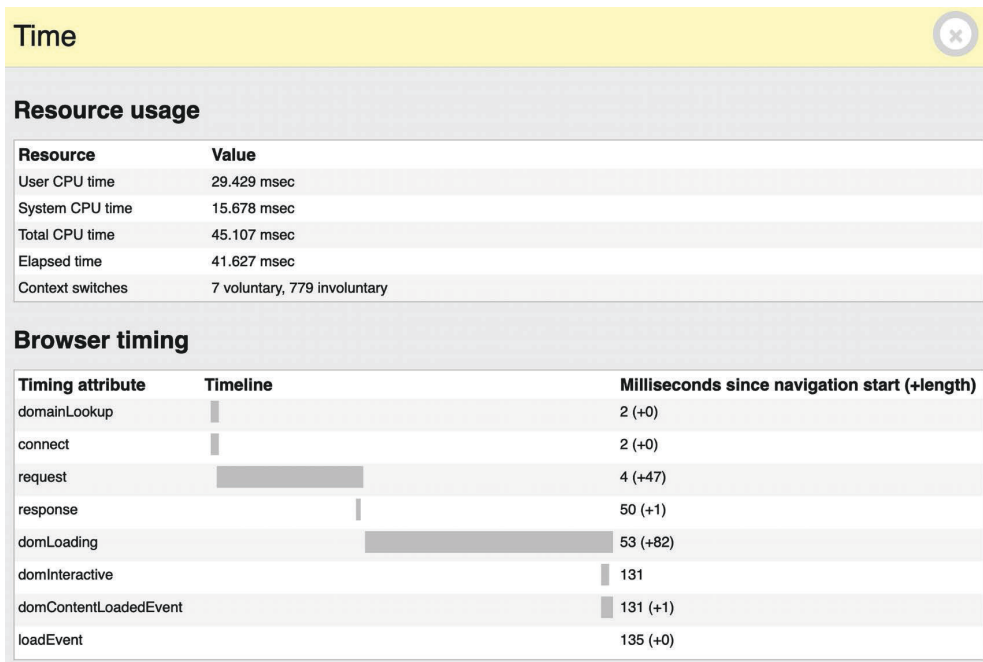 Time
Resource usage
Resource Value
User CPU time 29.429 msec
System CPU time 15.678 msec
Total CPU time 45.107 msec
Elapsed time 41.627 msec
Context switches 7 voluntary, 779 involuntary
Browser timing
Timing attribute Timeline Milliseconds since navigation start (+length)
domainLookup 2 (+0)
connect 2 (+0)
request 4 (+47)
response 50 (+1)
domLoading 53 (+82)
domInteractive 131
domContentLoadedEvent 131 (+1)
loadEvent 135 (+0)